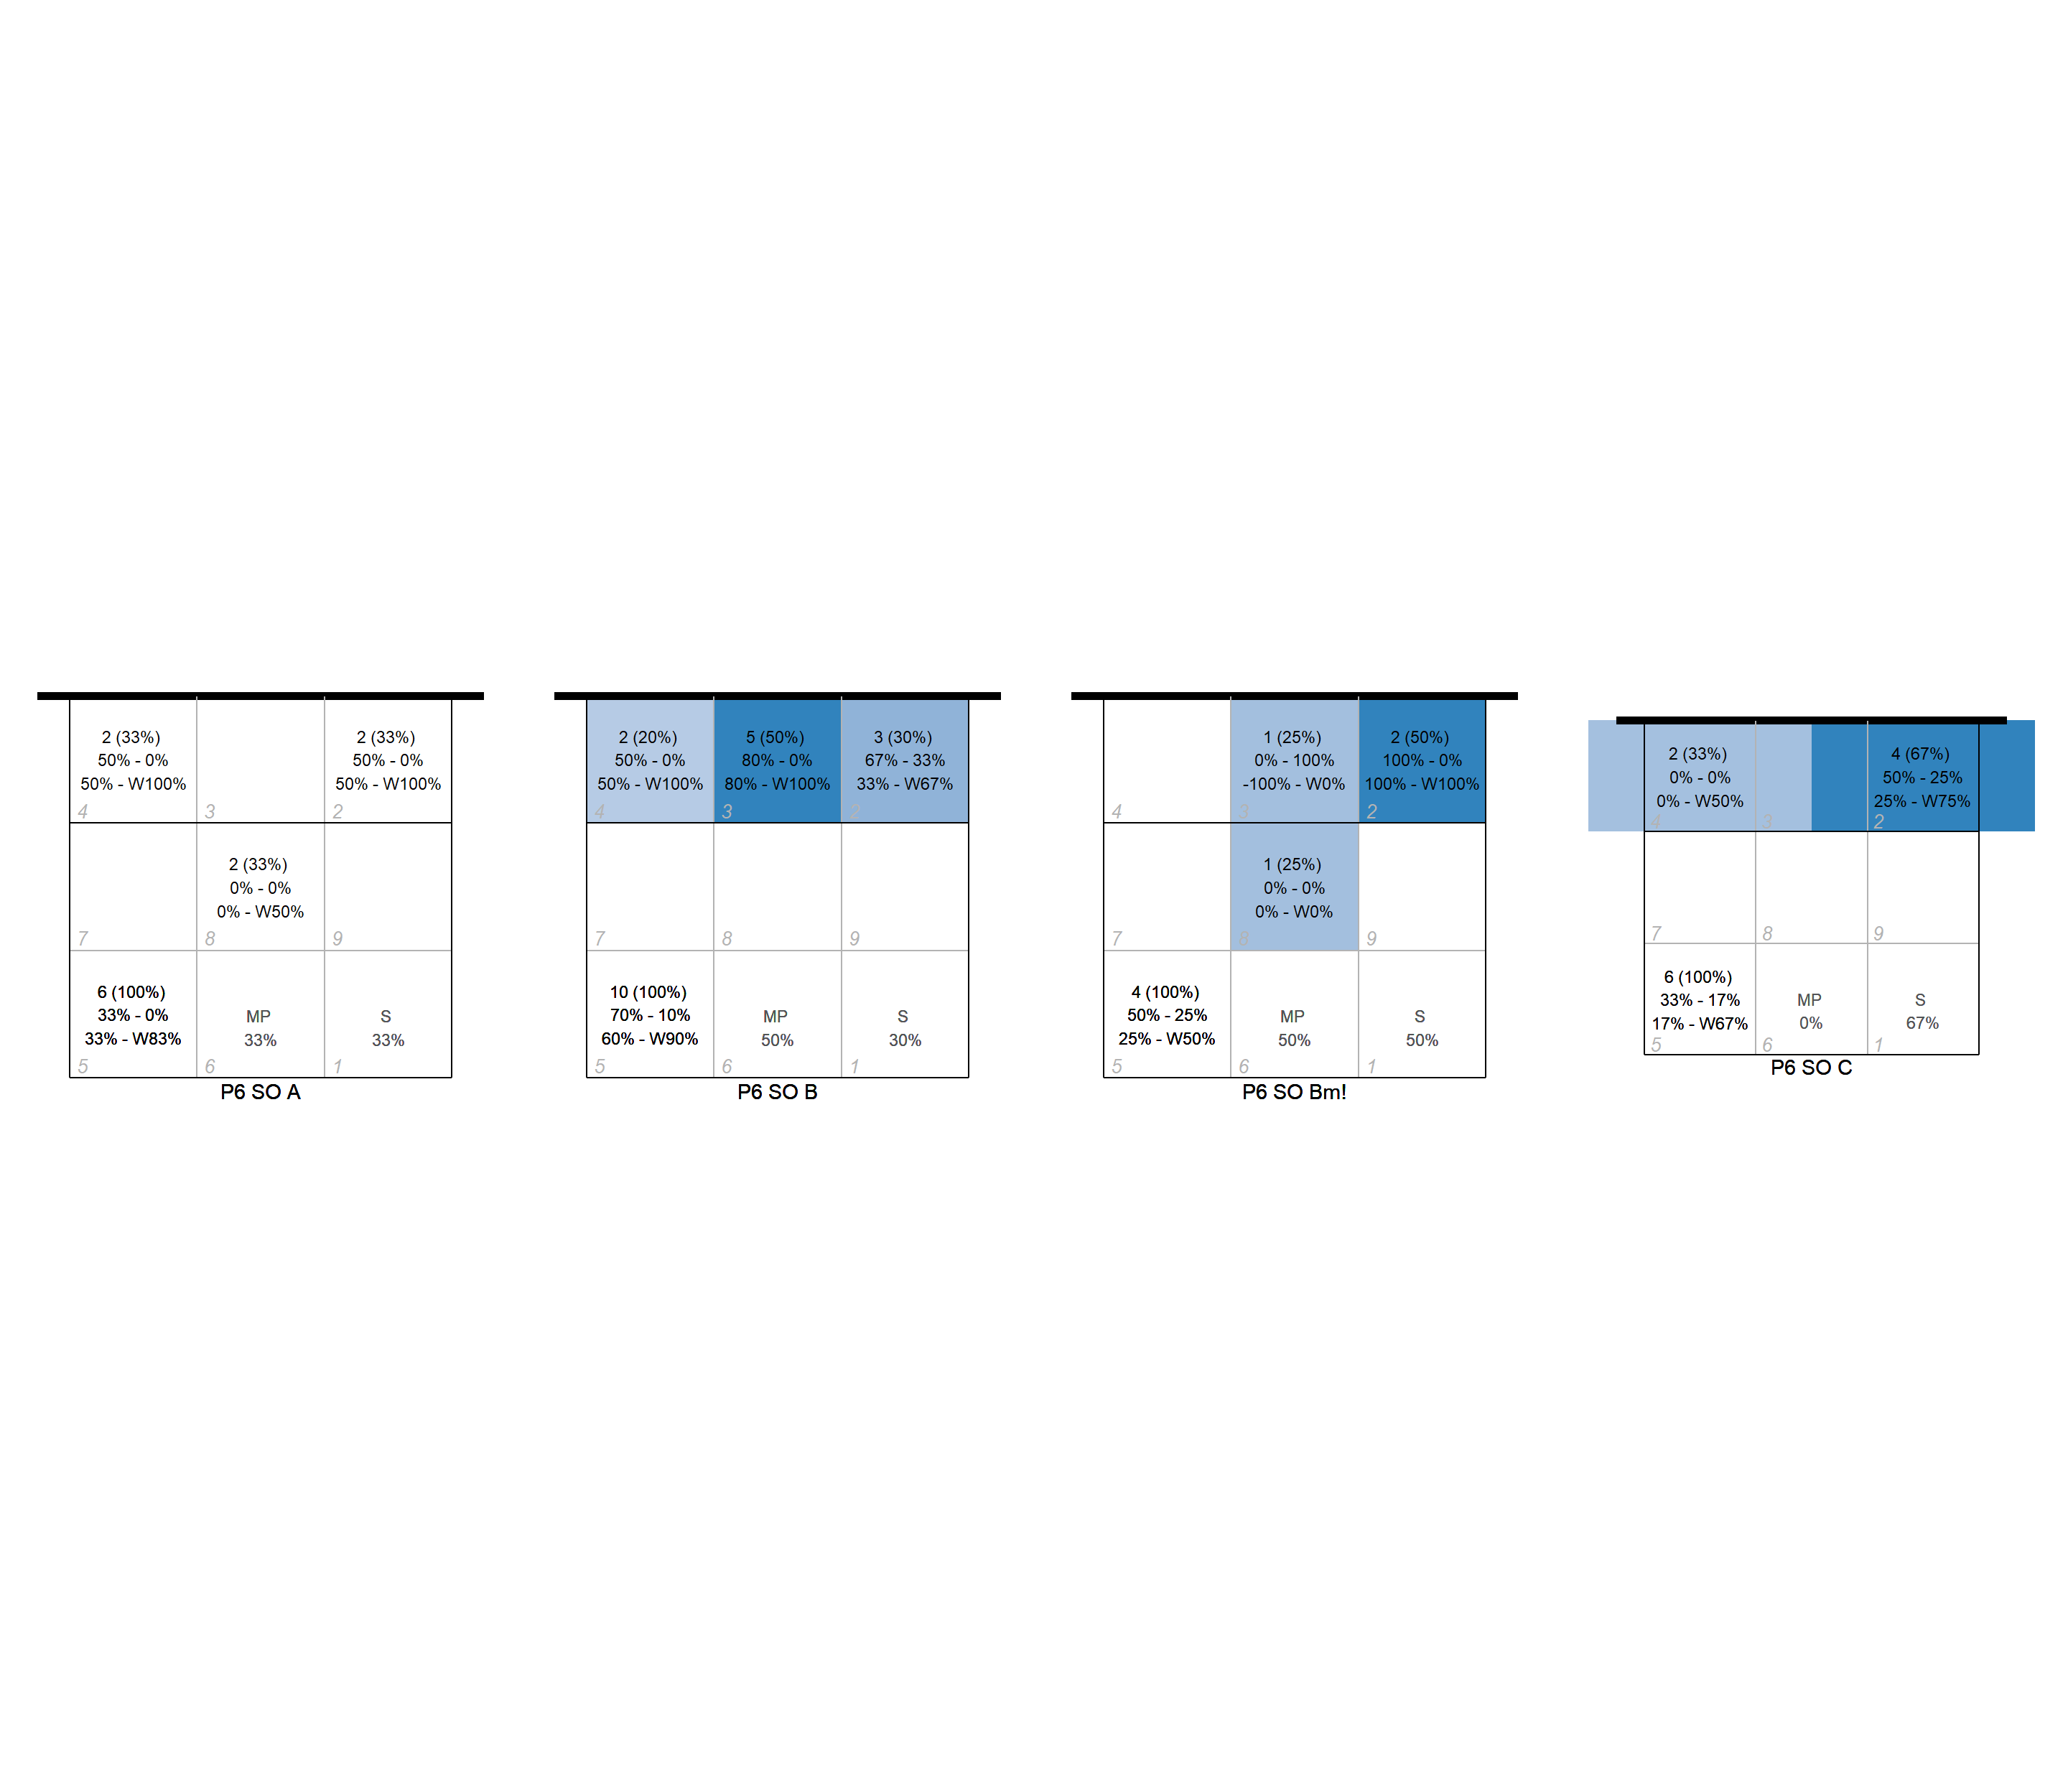 2 (33%)
50% - 0%
50% - W100%
4
3
2 (33%)
50% - 0%
50% - W100%
2
7
2 (33%)
0% - 0%
0% - W50%
8
9
6 (100%)
33% - 0%
33% - W83%
5
MP
33%
6
S
33%
1
P6 SO A
2 (20%)
50% - 0%
50% - W100%
4
5 (50%)
80% - 0%
80% - W100%
3
3 (30%)
67% - 33%
33% - W67%
2
7
8
9
10 (100%)
70% - 10%
60% - W90%
5
MP
50%
6
S
30%
1
P6 SO B
4
1 (25%)
0% - 100%
-100% - W0%
3
2 (50%)
100% - 0%
100% - W100%
2
7
1 (25%)
0% - 0%
0% - W0%
8
9
4 (100%)
50% - 25%
25% - W50%
5
MP
50%
6
S
50%
1
P6 SO Bm!
2 (33%)
0% - 0%
0% - W50%
4
3
4 (67%)
50% - 25%
25% - W75%
2
7
8
9
6 (100%)
33% - 17%
17% - W67%
5
MP
0%
6
S
67%
1
P6 SO C